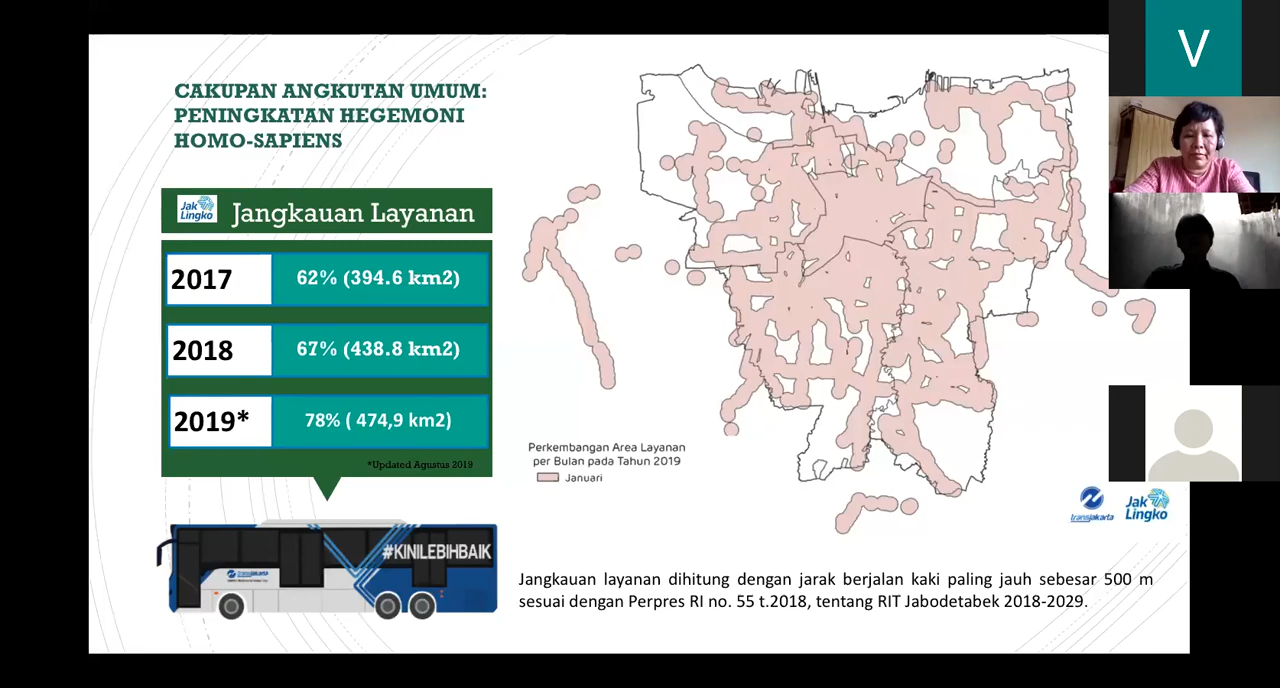 CAKUPAN ANGKUTAN UMUM:
PENINGKATAN HEGEMONI
HOMO-SAPIENS
Jak
Lingko
Jangkauan Layanan
2017
62% (394.6 km2)
2018
67% (438.8 km2)
2019*
78% ( 474,9 km2)
*Updated Agustus 2019
#KINILEBIHBAIK
transjakarta
Perkembangan Area Layanan
per Bulan pada Tahun 2019
Januari
transjakarta
Jak
Lingko
Jangkauan layanan dihitung dengan jarak berjalan kaki paling jauh sebesar 500 m
sesuai dengan Perpres RI no. 55 t.2018, tentang RIT Jabodetabek 2018-2029.
V